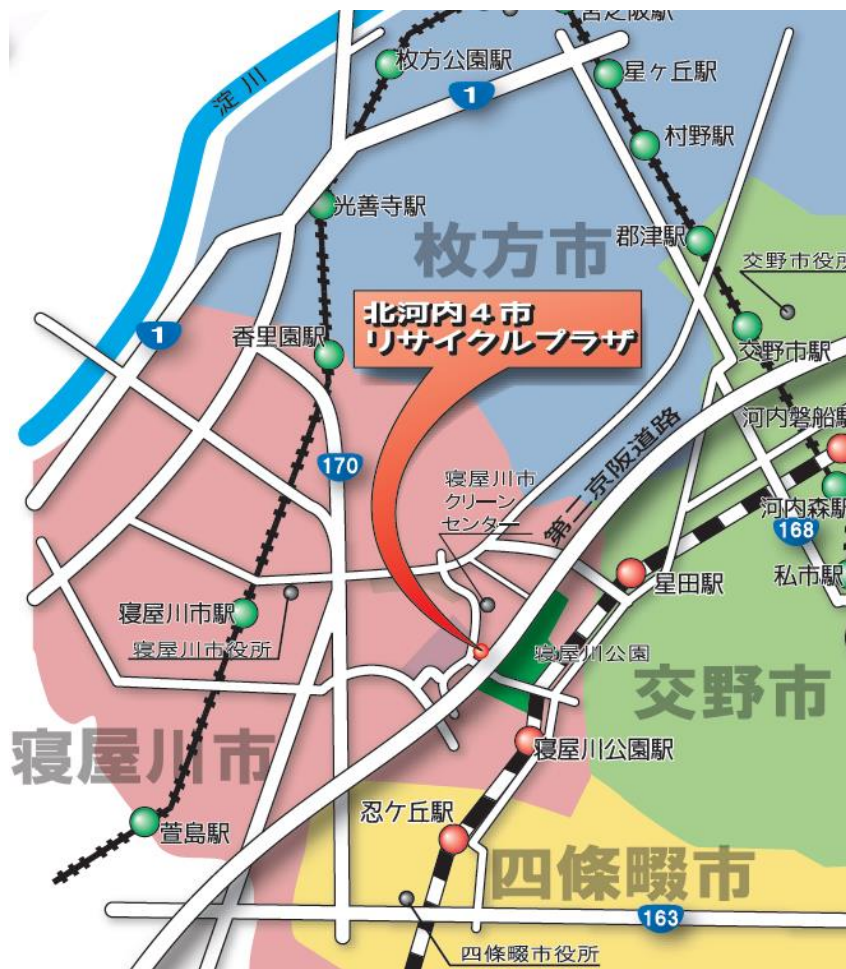 宮之阪駅
枚方公園駅
星ヶ丘駅
1
淀川
村野駅
光善寺駅
郡津駅
枚方市
交野市役所
北河内4市
リサイクルプラザ
1
香里園駅
交野市駅
第二京阪道路
河内磐船駅
170
寝屋川市
クリーン
センター
河内森駅
168
星田駅
私市駅
寝屋川市駅
寝屋川市役所
寝屋川公園
交野市
寝屋川市
寝屋川公園駅
忍ケ丘駅
萱島駅
四條畷市
163
四條畷市役所